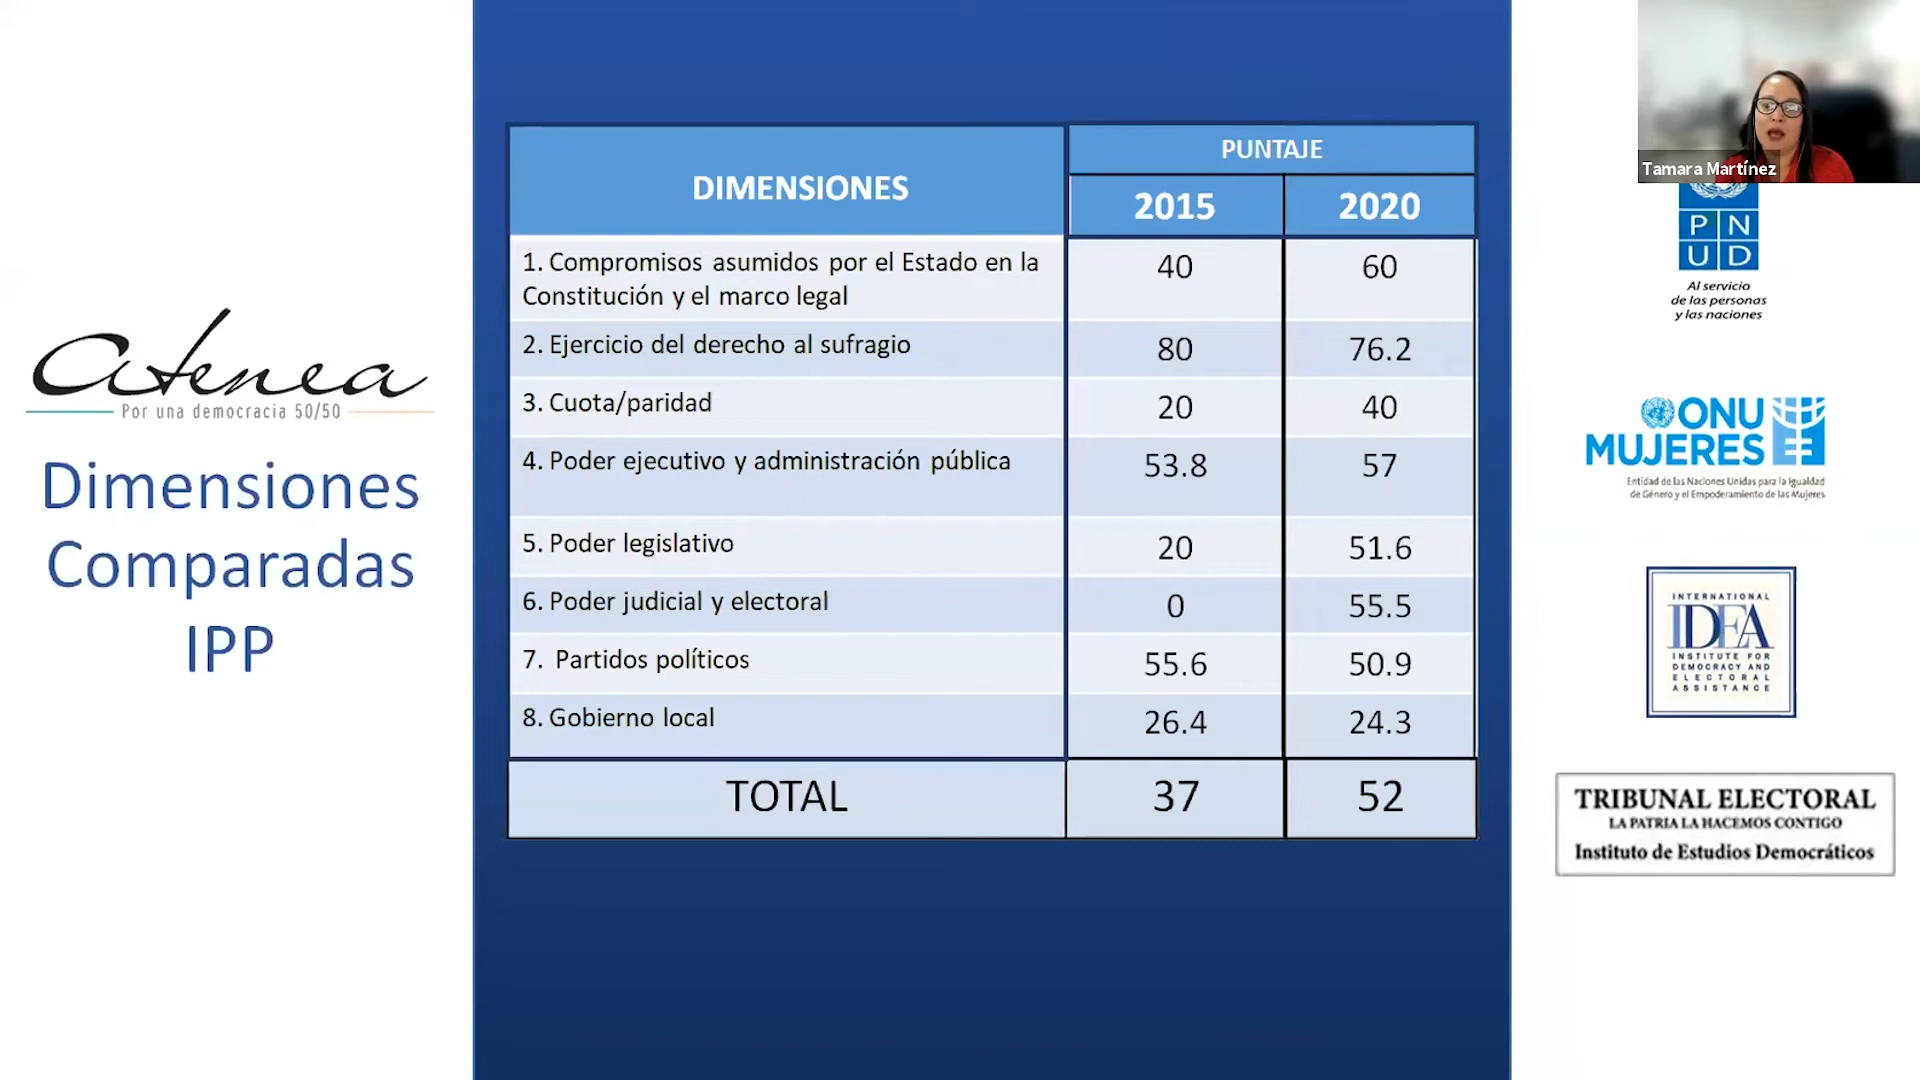 Atenea
Por una democracia 50/50
Dimensiones
Comparadas
IPP
DIMENSIONES
PUNTAJE
2015
2020
1. Compromisos asumidos por el Estado en la
Constitución y el marco legal
40
60
2. Ejercicio del derecho al sufragio
80
76.2
3. Cuota/paridad
20
40
4. Poder ejecutivo y administración pública
53.8
57
5. Poder legislativo
20
51.6
6. Poder judicial y electoral
0
55.5
7. Partidos políticos
55.6
50.9
8. Gobierno local
26.4
24.3
TOTAL
37
52
Tamara Martínez
PN
UD
Al servicio
de las personas
y las naciones
ONU
MUJERES
Entidad de las Naciones Unidas para la Igualdad
de Género y el Empoderamiento de las Mujeres
INTERNATIONAL
IDEA
INSTITUTE FOR
DEMOCRACY AND
ELECTORAL
ASSISTANCE
TRIBUNAL ELECTORAL
LA PATRIA LA HACEMOS CONTIGO
Instituto de Estudios Democráticos